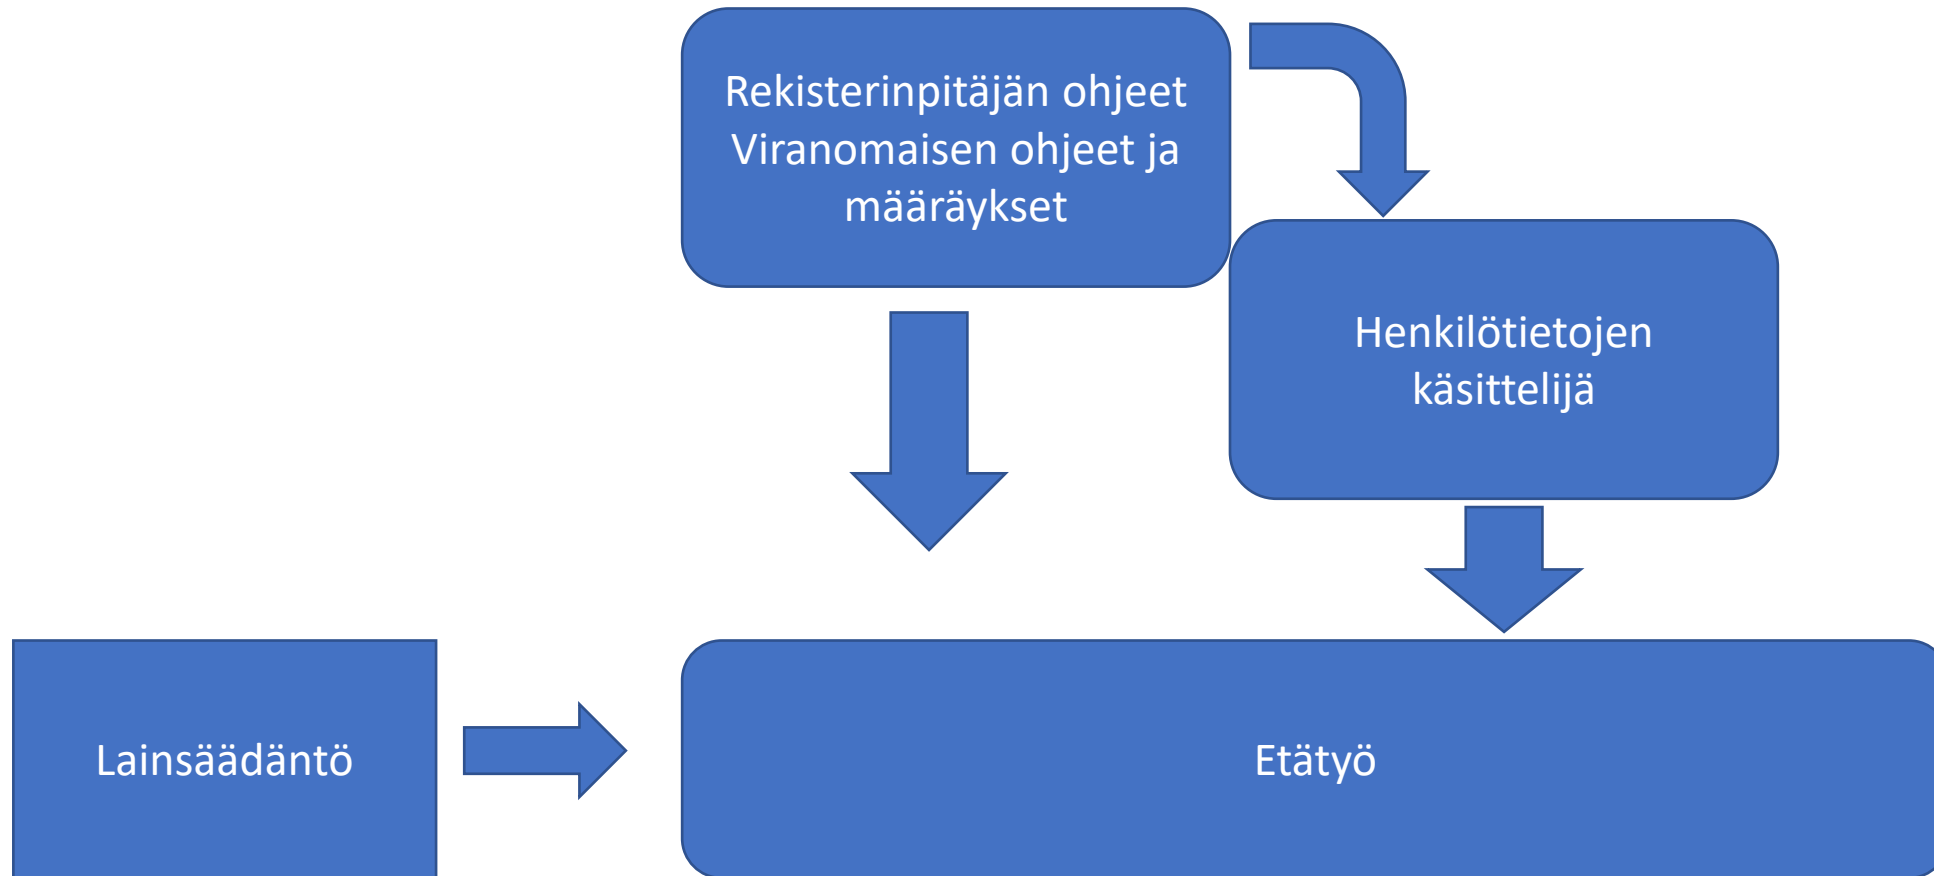 Rekisterinpitäjän ohjeet
Viranomaisen ohjeet ja
määräykset
Henkilötietojen
käsittelijä
Lainsäädäntö
Etätyö